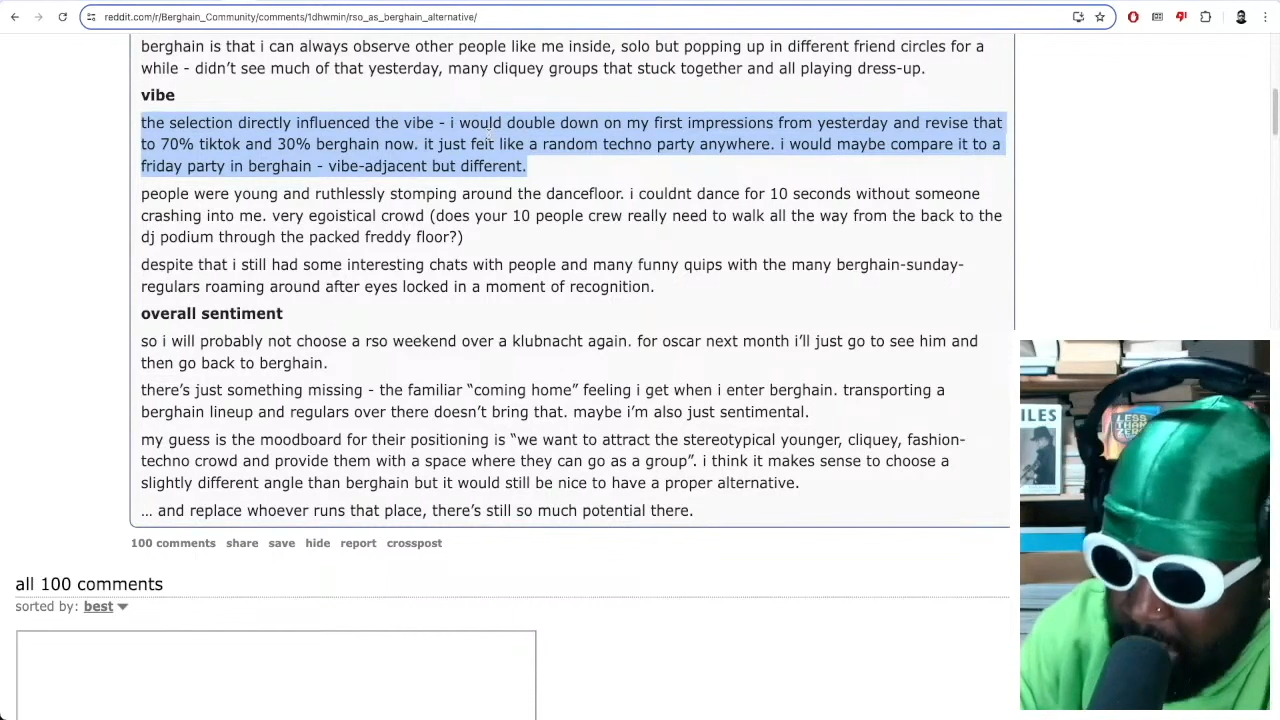 reddit.com/r/Berghain_Community/comments/1dhwmin/rso_as_berghain_alternative/
berghain is that i can always observe other people like me inside, solo but popping up in different friend circles for a
while - didn't see much of that yesterday, many cliquey groups that stuck together and all playing dress-up.
vibe
the selection directly influenced the vibe - i would double down on my first impressions from yesterday and revise that
to 70% tiktok and 30% berghain now. it just felt like a random techno party anywhere. i would maybe compare it to a
friday party in berghain - vibe-adjacent but different.
people were young and ruthlessly stomping around the dancefloor. i couldnt dance for 10 seconds without someone
crashing into me. very egoistical crowd (does your 10 people crew really need to walk all the way from the back to the
dj podium through the packed freddy floor?)
despite that i still had some interesting chats with people and many funny quips with the many berghain-sunday-
regulars roaming around after eyes locked in a moment of recognition.
overall sentiment
so i will probably not choose a rso weekend over a klubnacht again. for oscar next month i'll just go to see him and
then go back to berghain.
there's just something missing - the familiar "coming home" feeling i get when i enter berghain. transporting a
berghain lineup and regulars over there doesn't bring that. maybe i'm also just sentimental.
my guess is the moodboard for their positioning is "we want to attract the stereotypical younger, cliquey, fashion-
techno crowd and provide them with a space where they can go as a group". i think it makes sense to choose a
slightly different angle than berghain but it would still be nice to have a proper alternative.
… and replace whoever runs that place, there's still so much potential there.
100 comments share save hide report crosspost
all 100 comments
sorted by: best
ILES
LESS
THAN
ZERO